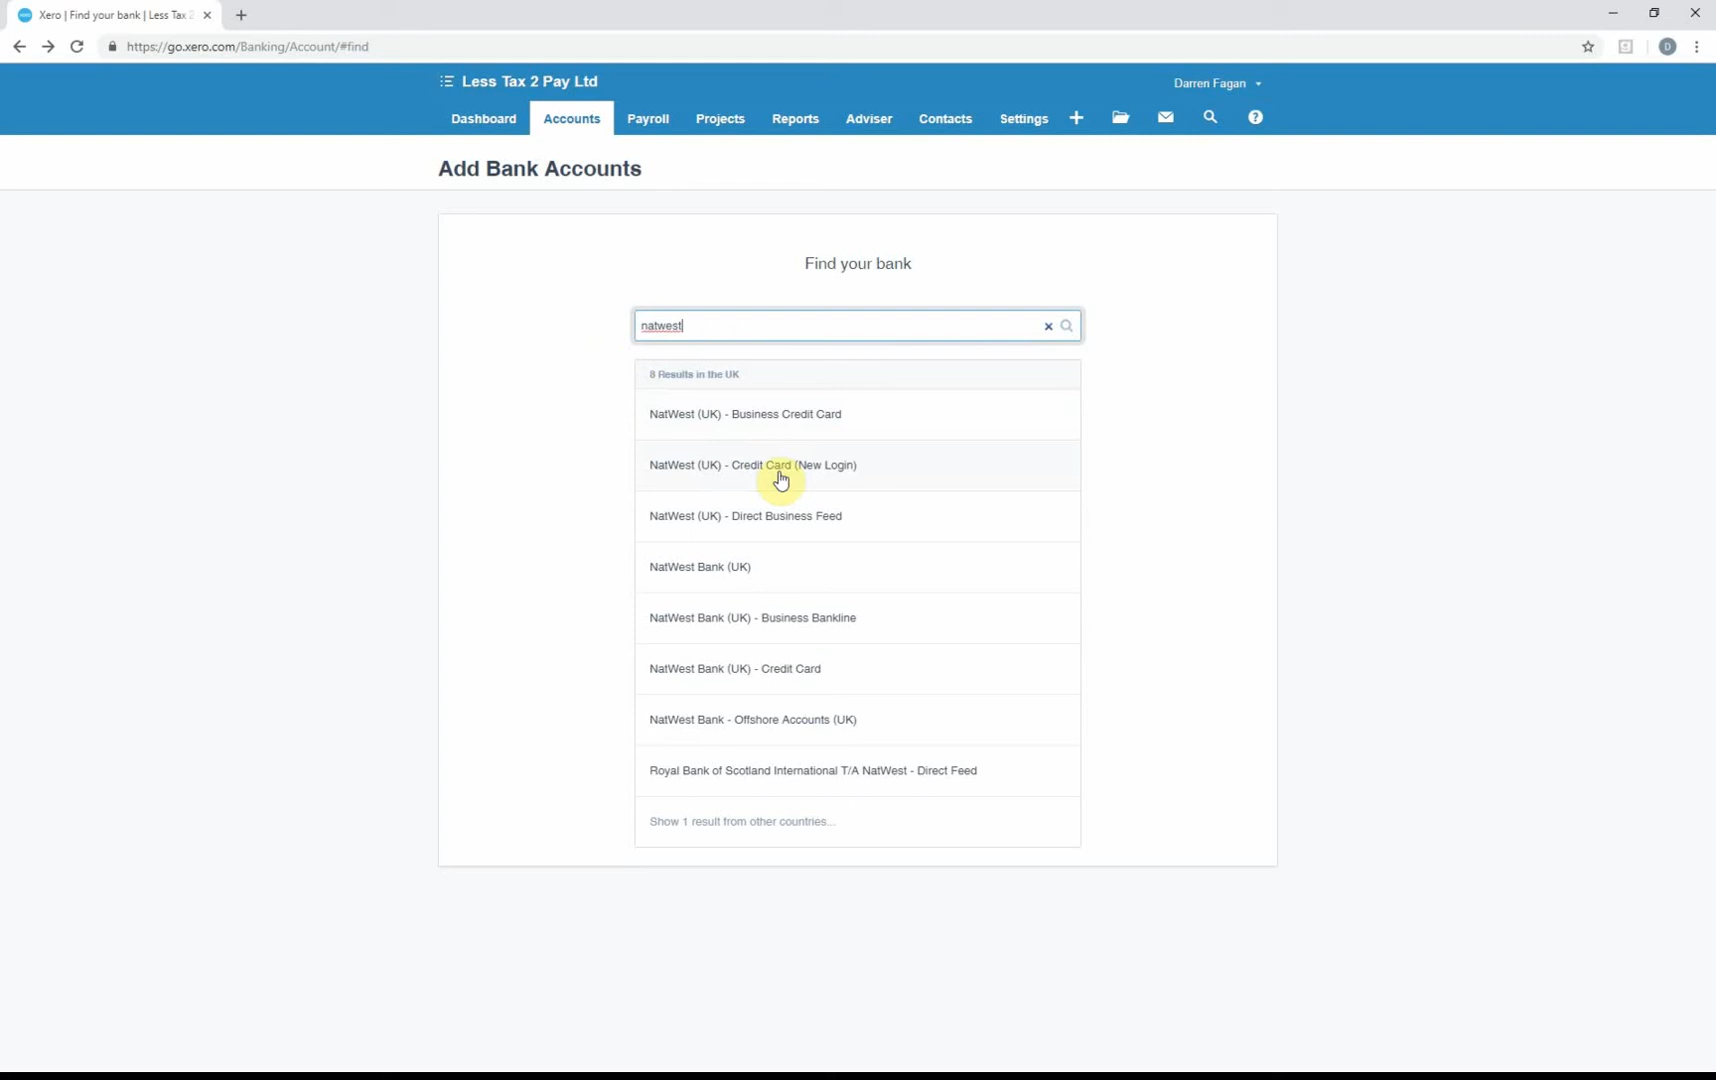 Xero | Find your bank | Less Tax 2
https://go.xero.com/Banking/Account/#find
D
Less Tax 2 Pay Ltd
Darren Fagan
Dashboard
Accounts
Payroll
Projects
Reports
Adviser
Contacts
Settings
Add Bank Accounts
Find your bank
natwest
8 Results in the UK
NatWest (UK) - Business Credit Card
NatWest (UK) - Credit Card (New Login)
NatWest (UK) - Direct Business Feed
NatWest Bank (UK)
NatWest Bank (UK) - Business Bankline
NatWest Bank (UK) - Credit Card
NatWest Bank - Offshore Accounts (UK)
Royal Bank of Scotland International T/A NatWest - Direct Feed
Show 1 result from other countries...